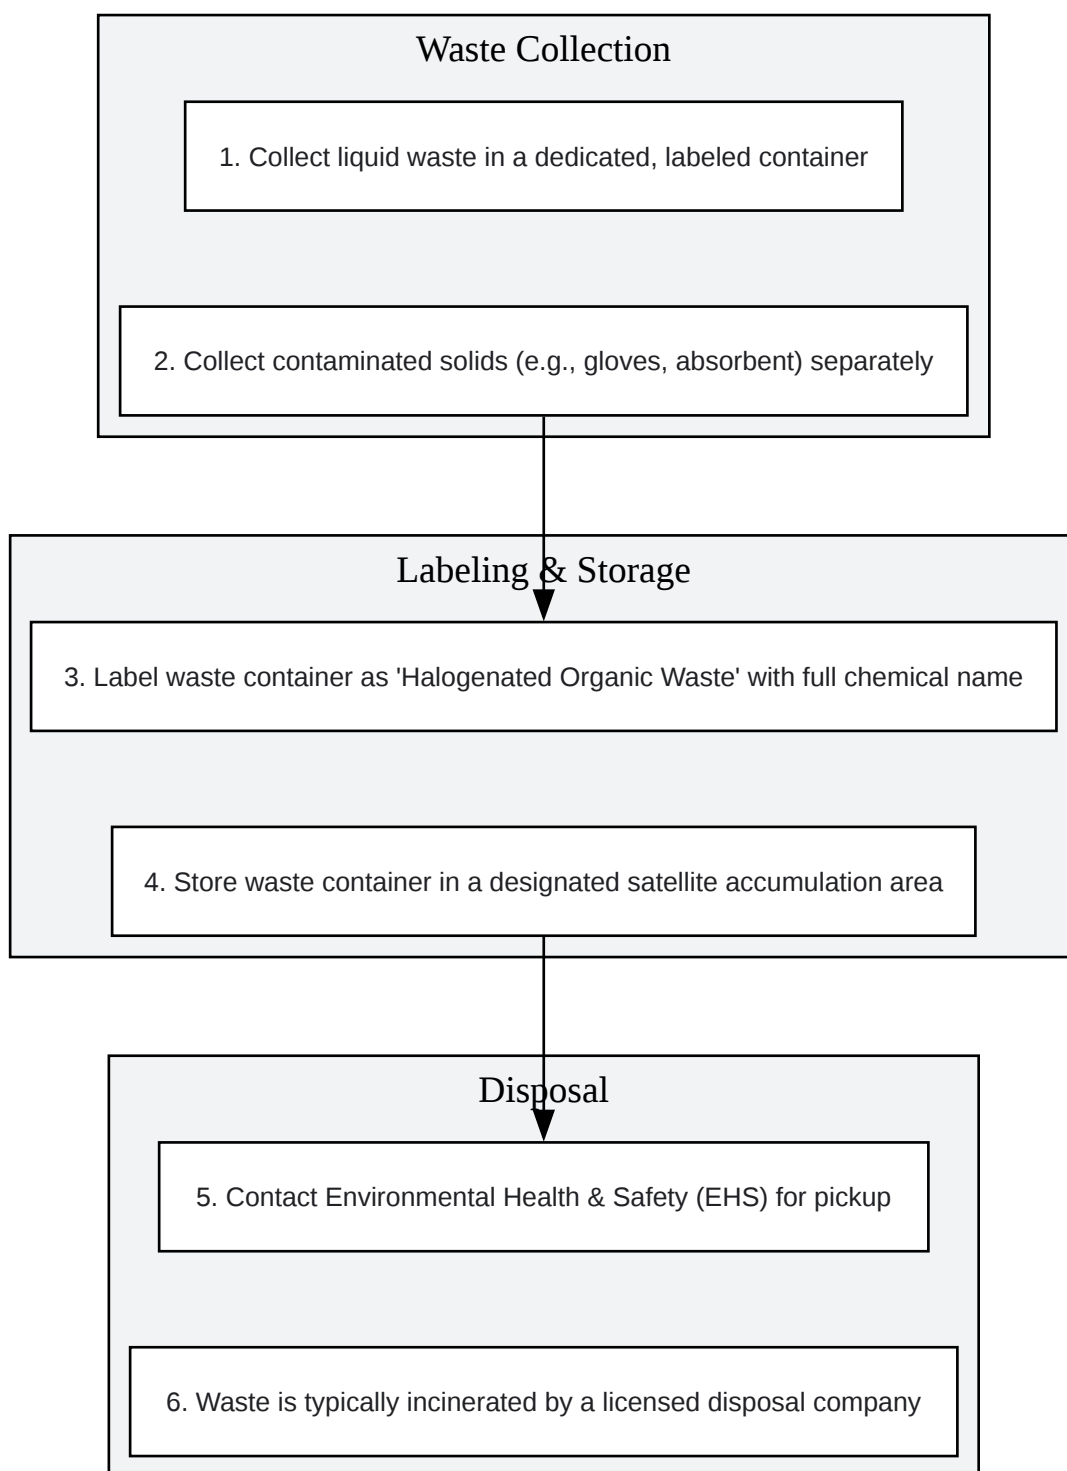 Waste Collection
1. Collect liquid waste in a dedicated, labeled container
2. Collect contaminated solids (e.g., gloves, absorbent) separately
Labeling & Storage
3. Label waste container as 'Halogenated Organic Waste' with full chemical name
4. Store waste container in a designated satellite accumulation area
Disposal
5. Contact Environmental Health & Safety (EHS) for pickup
6. Waste is typically incinerated by a licensed disposal company